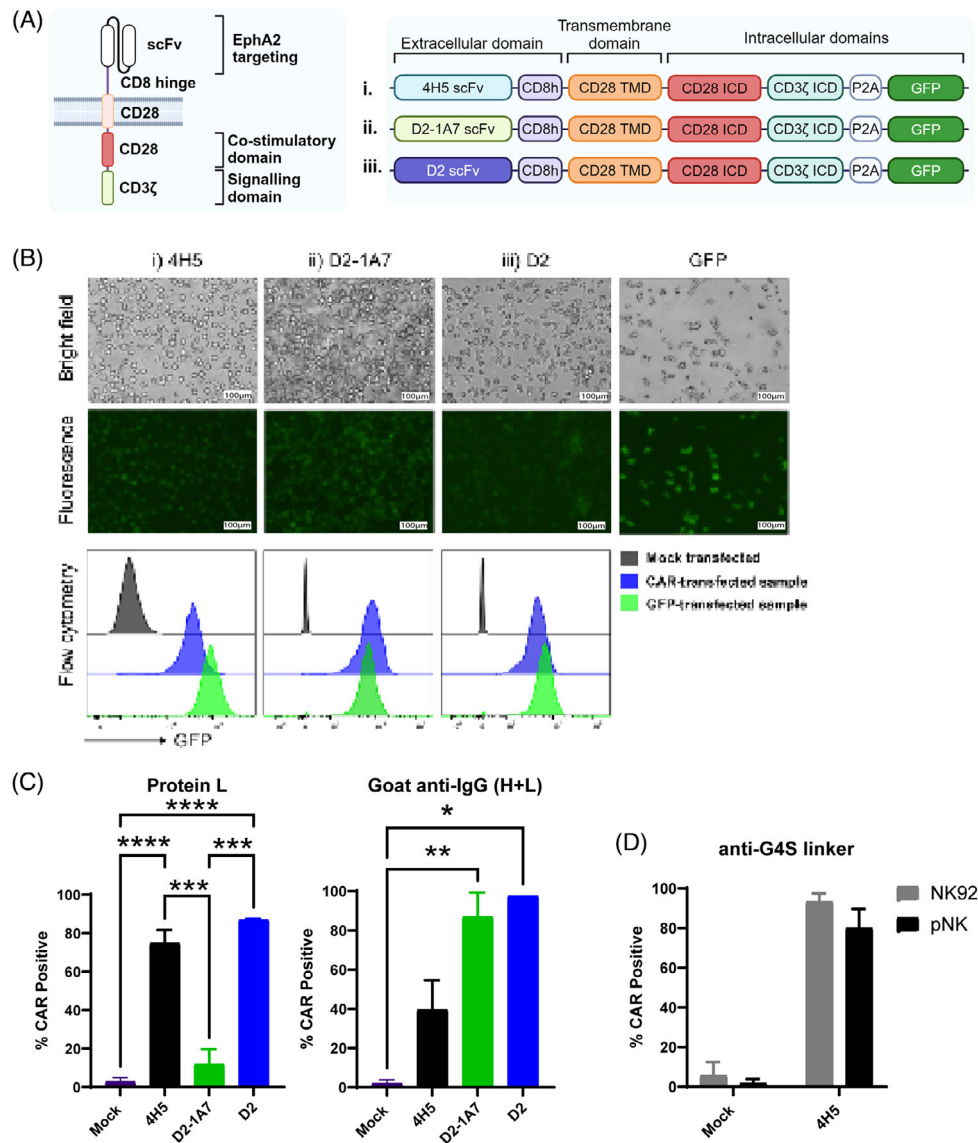 (A)
scFv
EphA2
targeting
CD8 hinge
CD28
CD28
Co-stimulatory
domain
CD3ζ
Signalling
domain
Extracellular domain
Transmembrane
domain
Intracellular domains
i.
4H5 scFv
CD8h
CD28 TMD
CD28 ICD
CD3ζ ICD
P2A
GFP
ii.
D2-1A7 scFv
CD8h
CD28 TMD
CD28 ICD
CD3ζ ICD
P2A
GFP
iii.
D2 scFv
CD8h
CD28 TMD
CD28 ICD
CD3ζ ICD
P2A
GFP
(B)
i) 4H5
ii) D2-1A7
iii) D2
GFP
Bright field
100μm
100μm
100μm
100μm
Fluorescence
100μm
100μm
100μm
100μm
Flow cytometry
Mock transfected
CAR-transfected sample
GFP-transfected sample
GFP
(C)
Protein L
****
****
***
***
% CAR Positive
100
80
60
40
20
0
Mock
4H5
D2-1A7
D2
Goat anti-IgG (H+L)
*
**
% CAR Positive
100
80
60
40
20
0
Mock
4H5
D2-1A7
D2
(D)
anti-G4S linker
NK92
pNK
% CAR Positive
100
80
60
40
20
0
Mock
4H5